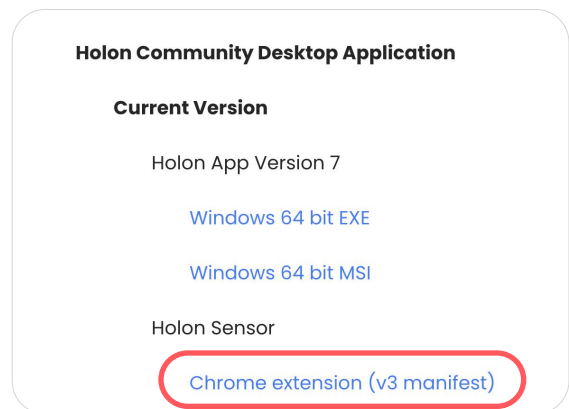 Holon Community Desktop Application
Current Version
Holon App Version 7
Windows 64 bit EXE
Windows 64 bit MSI
Holon Sensor
Chrome extension (v3 manifest)